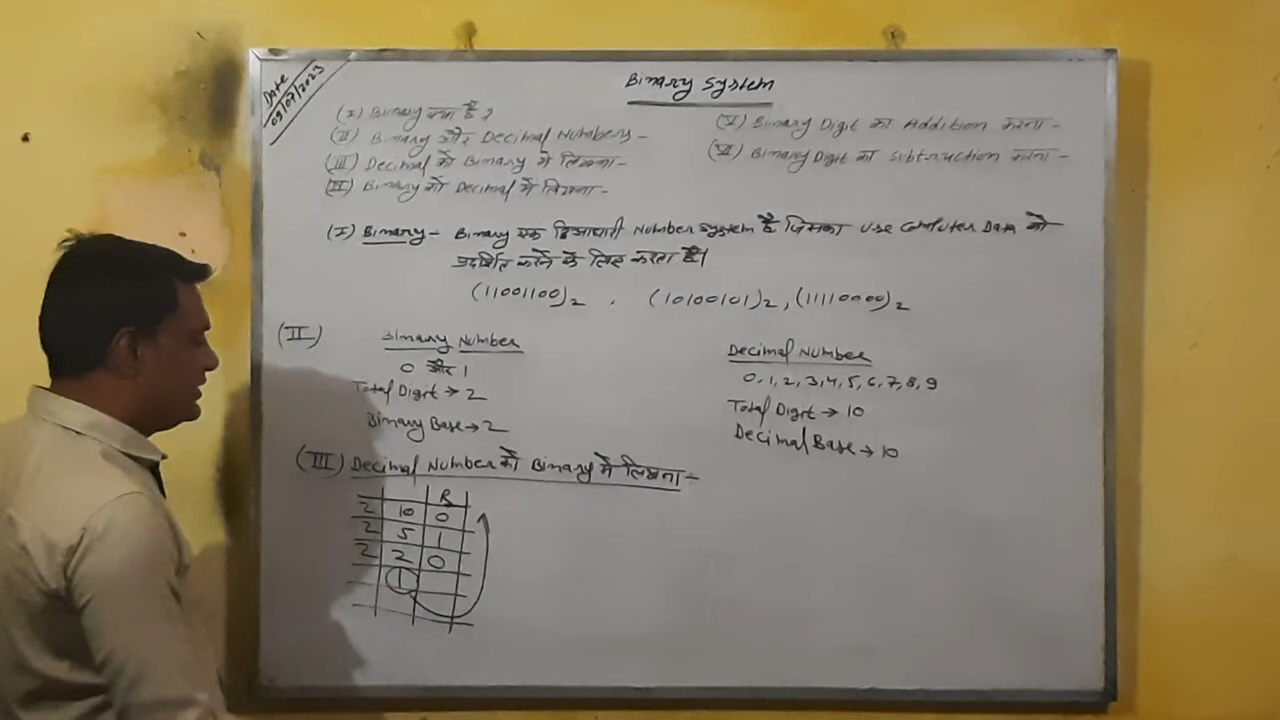 Date
09/07/2023
Binary System
(I) Binary क्या है ?
(II) Binary और Decimal Numbers -
(III) Decimal को Binary में लिखना -
(IV) Binary को Decimal में लिखना -
(V) Binary Digit का Addition करना -
(VI) Binary Digit का Subtruction करना -
(I) Binary - Binary एक द्विआधारी Number System है जिसका Use Computer Data को
प्रदर्शित करने के लिए करता है।
(11001100)2 , (10100101)2, (11110000)2
(II)
Binary Number
0 और 1
Total Digit → 2
Binary Base → 2
Decimal Number
0, 1, 2, 3, 4, 5, 6, 7, 8, 9
Total Digit → 10
Decimal Base → 10
(III) Decimal Number को Binary में लिखना -
R
2 10 0
2 5 1
2 2 0
1